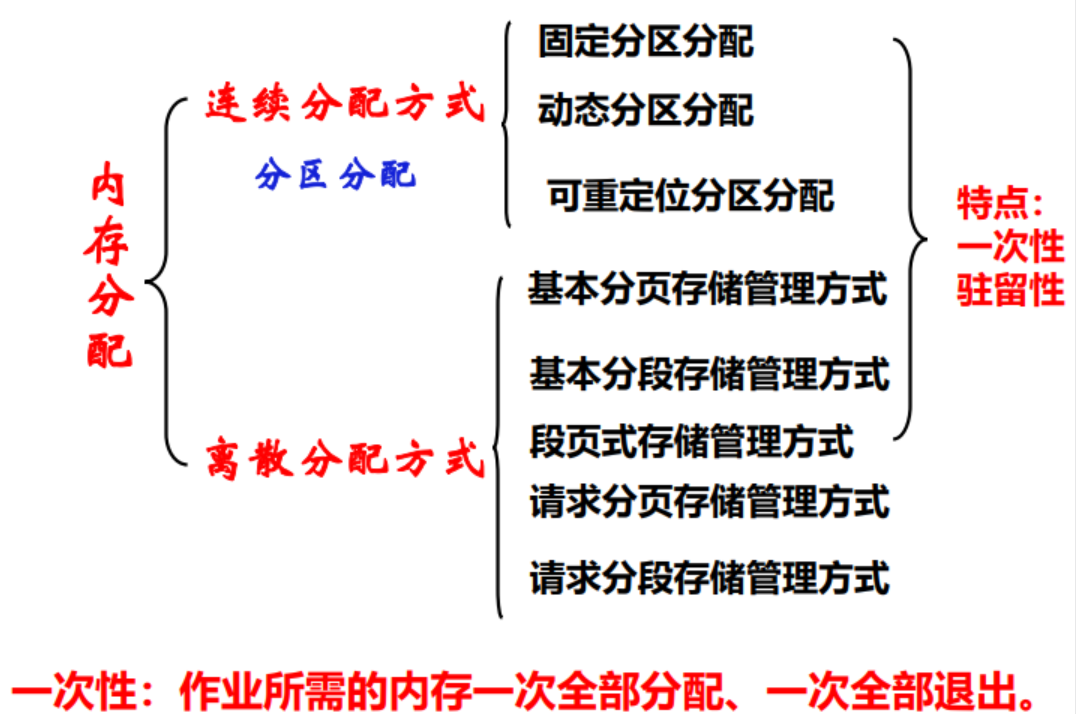 内存分配
连续分配方式
分区分配
固定分区分配
动态分区分配
可重定位分区分配
离散分配方式
基本分页存储管理方式
基本分段存储管理方式
段页式存储管理方式
请求分页存储管理方式
请求分段存储管理方式
特点:
一次性
驻留性
一次性：作业所需的内存一次全部分配、一次全部退出。